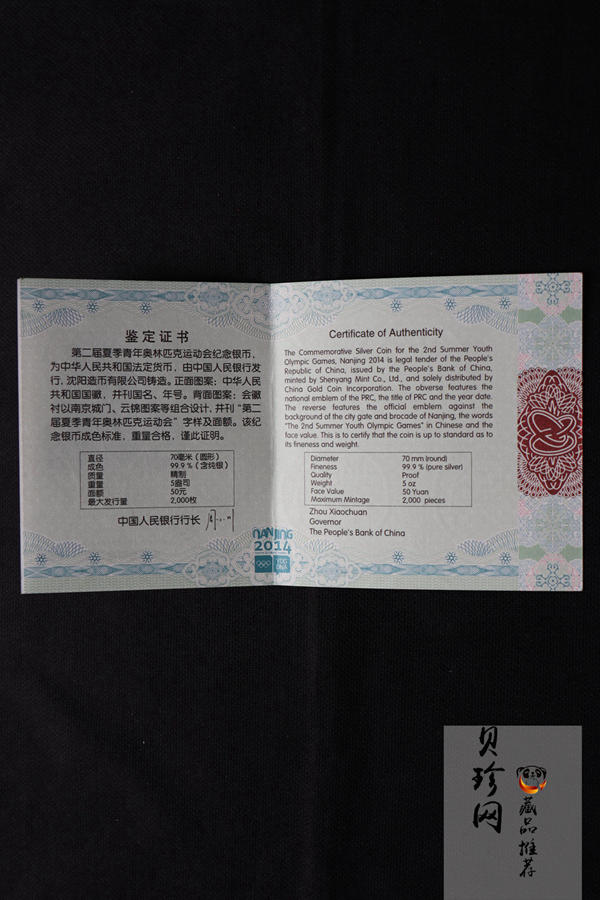 鉴定证书
第二届夏季青年奥林匹克运动会纪念银币，
为中华人民共和国法定货币，由中国人民银行发
行，沈阳造币有限公司铸造。正面图案：中华人民
共和国国徽，并刊国名、年号。背面图案：会徽
衬以南京城门、云锦图案等组合设计，并刊“第二
届夏季青年奥林匹克运动会”字样及面额。该纪
念银币成色标准，重量合格，谨此证明。
直径 70毫米（圆形）
成色 99.9％（含纯银）
质量 精制
重量 5盎司
面额 50元
最大发行量 2,000枚
中国人民银行行长
Certificate of Authenticity
The Commemorative Silver Coin for the 2nd Summer Youth
Olympic Games, Nanjing 2014 is legal tender of the People's
Republic of China, issued by the People's Bank of China,
minted by Shenyang Mint Co., Ltd., and solely distributed by
China Gold Coin Incorporation. The obverse features the
national emblem of the PRC, the title of PRC and the year date.
The reverse features the official emblem against the
background of the city gate and brocade of Nanjing, the words
"The 2nd Summer Youth Olympic Games" in Chinese and the
face value. This is to certify that the coin is up to standard as to
its fineness and weight.
Diameter 70 mm (round)
Fineness 99.9 % (pure silver)
Quality Proof
Weight 5 oz
Face Value 50 Yuan
Maximum Mintage 2,000 pieces
Zhou Xiaochuan
Governor
The People's Bank of China
NANJING
2014
YOG
DNA
贝珍网
藏品推荐